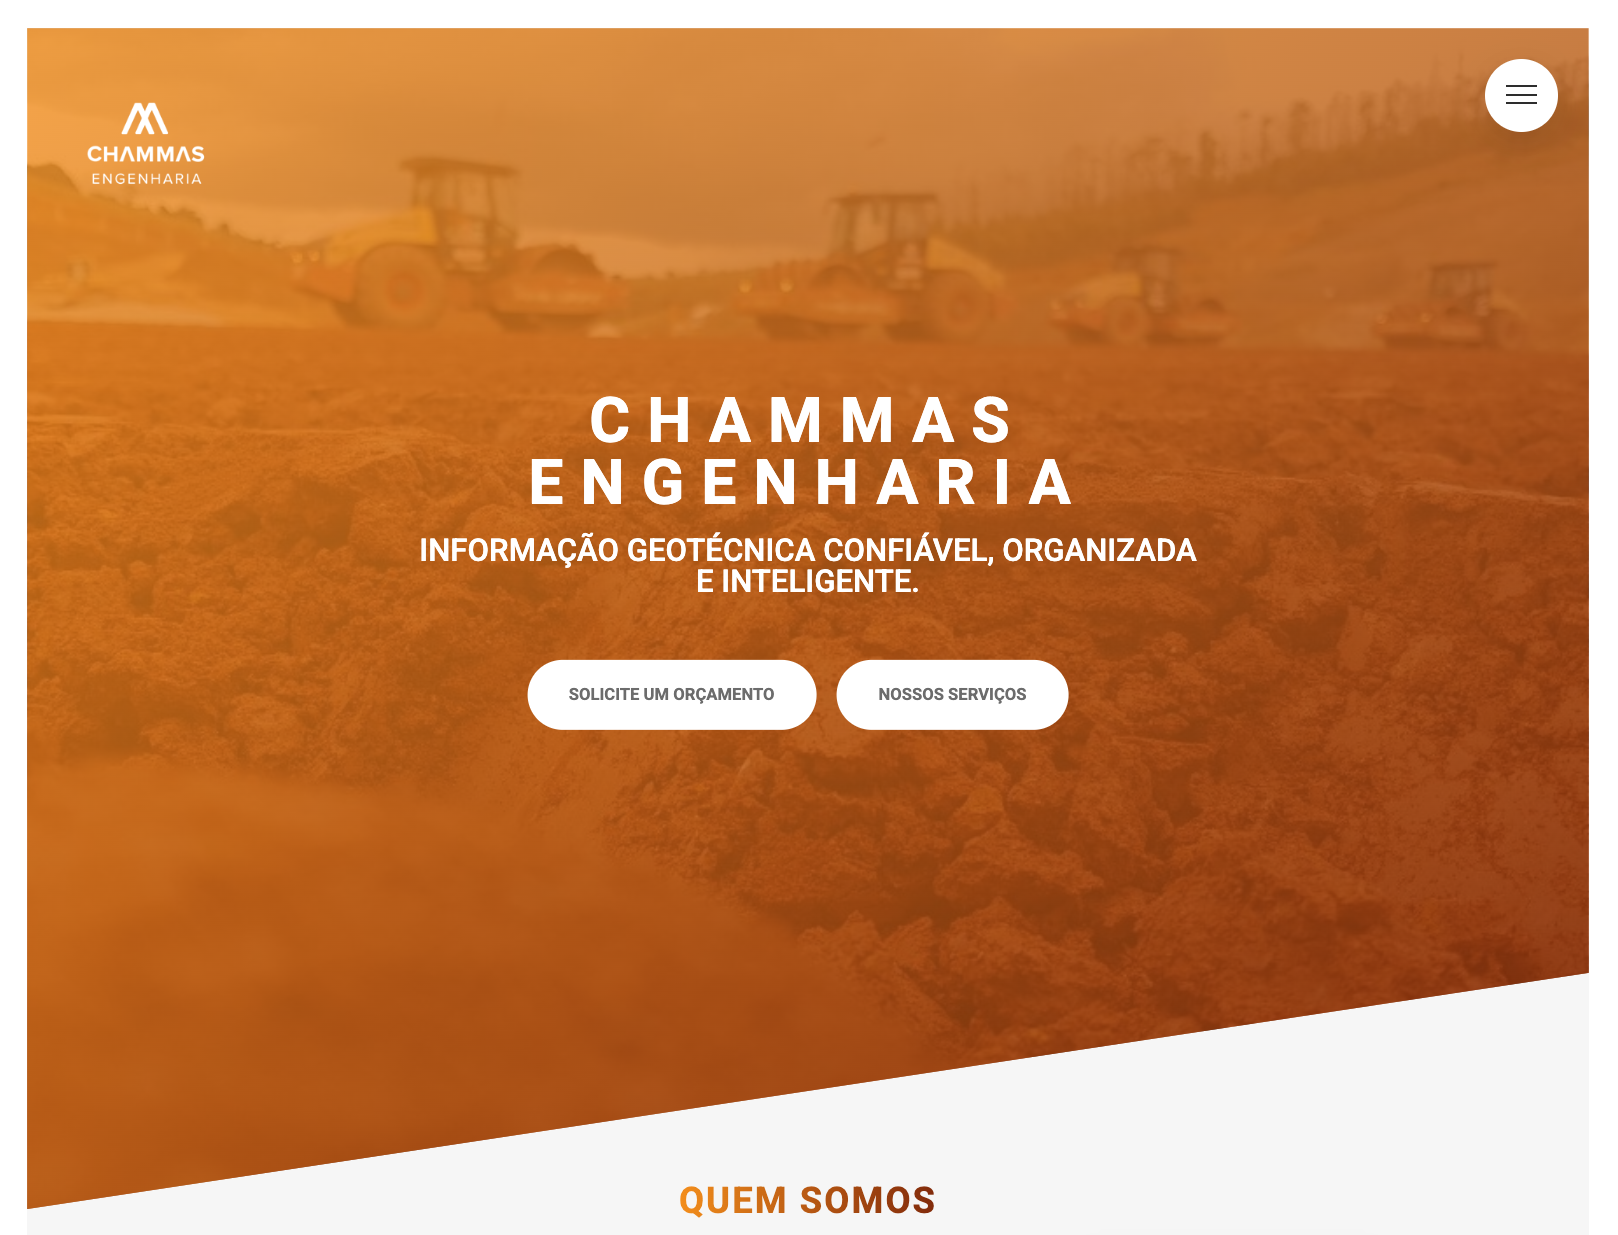 CHAMMAS
ENGENHARIA
CHAMMAS
ENGENHARIA
INFORMAÇÃO GEOTÉCNICA CONFIÁVEL, ORGANIZADA
E INTELIGENTE.
SOLICITE UM ORÇAMENTO
NOSSOS SERVIÇOS
QUEM SOMOS